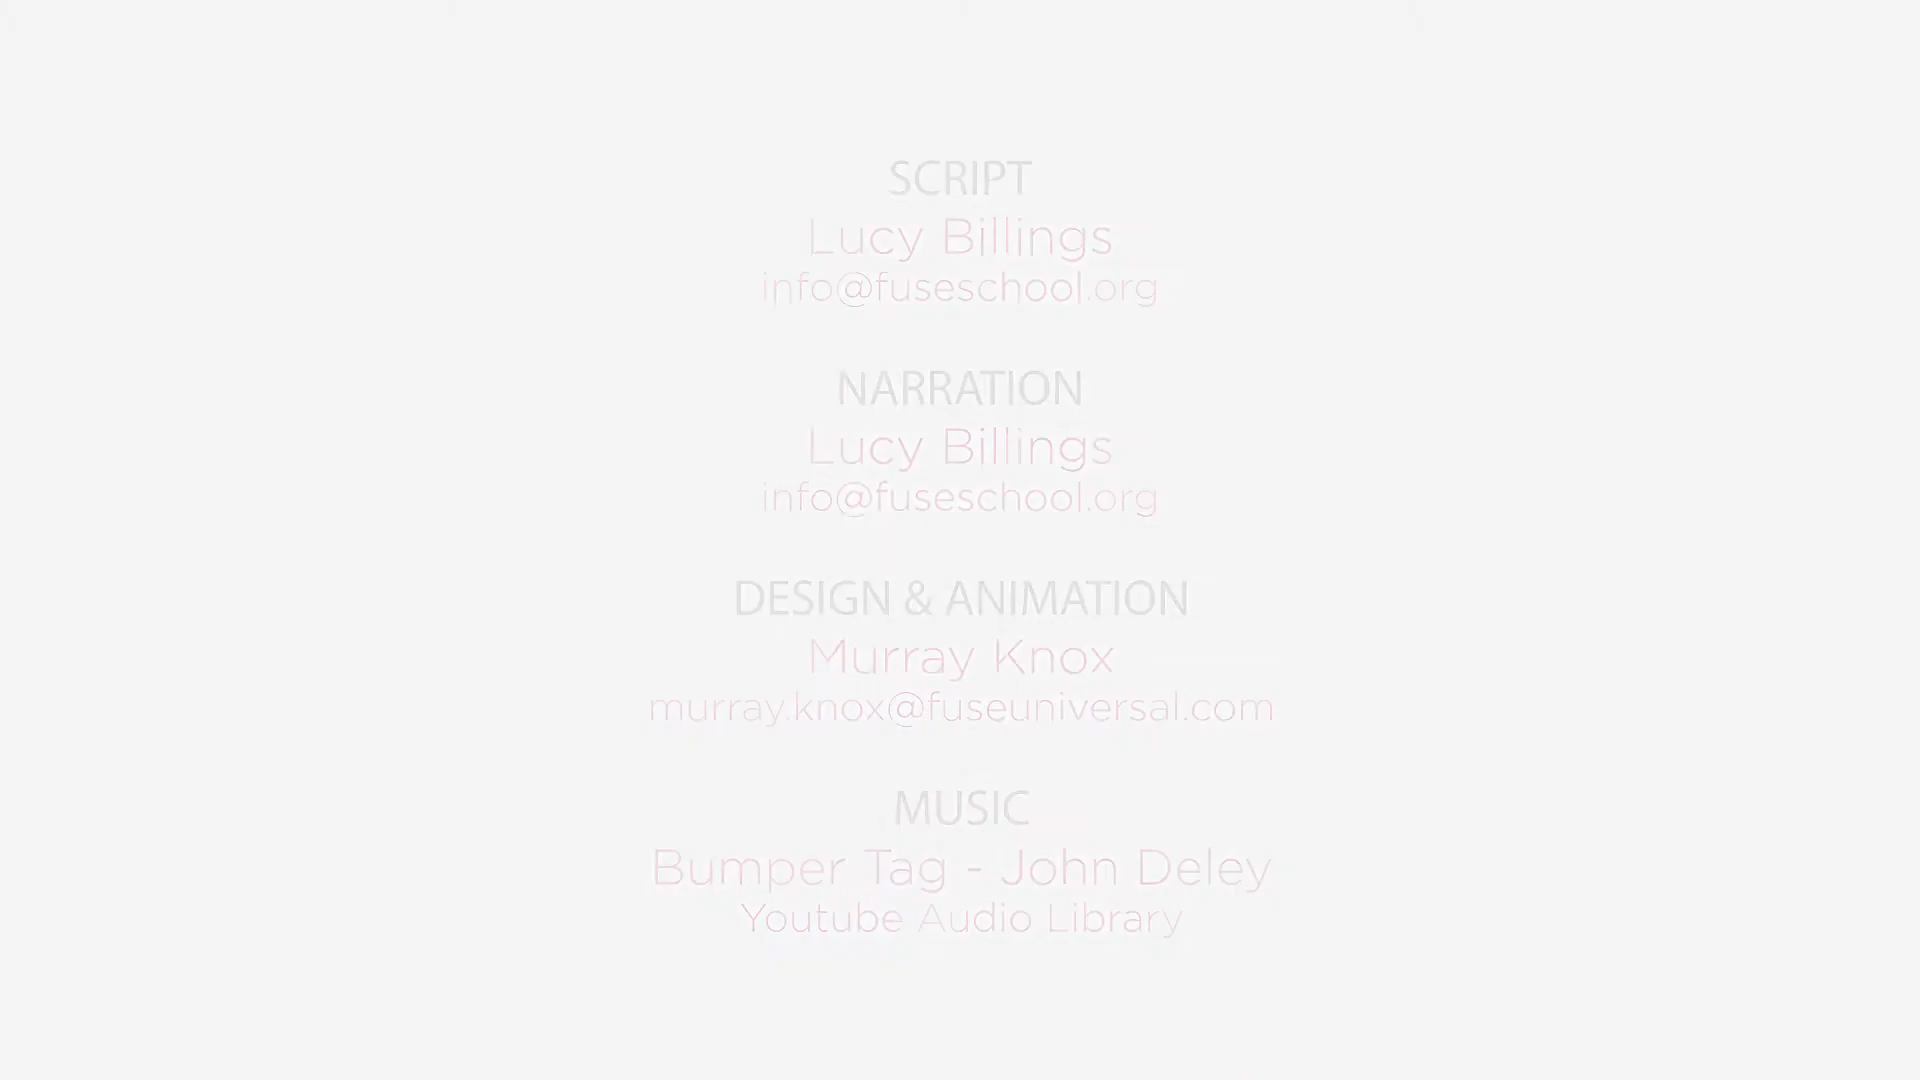 SCRIPT
Lucy Billings
info@fuseschool.org
NARRATION
Lucy Billings
info@fuseschool.org
DESIGN & ANIMATION
Murray Knox
murray.knox@fuseuniversal.com
MUSIC
Bumper Tag - John Deley
Youtube Audio Library